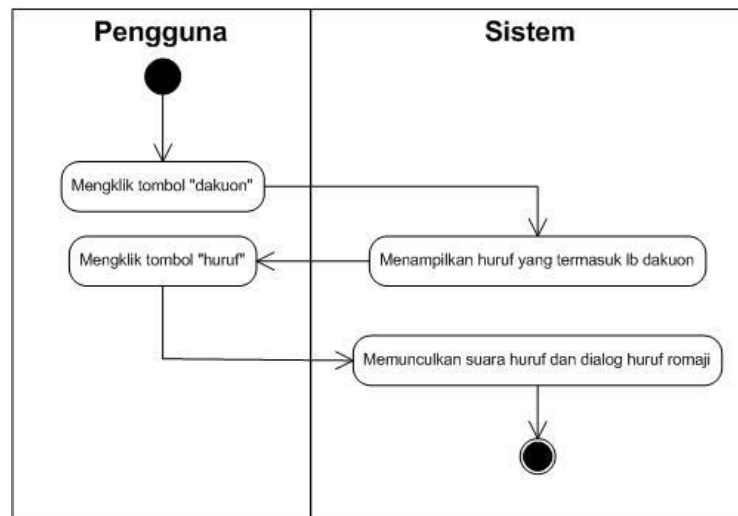 Pengguna
Sistem
Mengklik tombol "dakuon"
Mengklik tombol "huruf"
Menampilkan huruf yang termasuk lb dakuon
Memunculkan suara huruf dan dialog huruf romaji